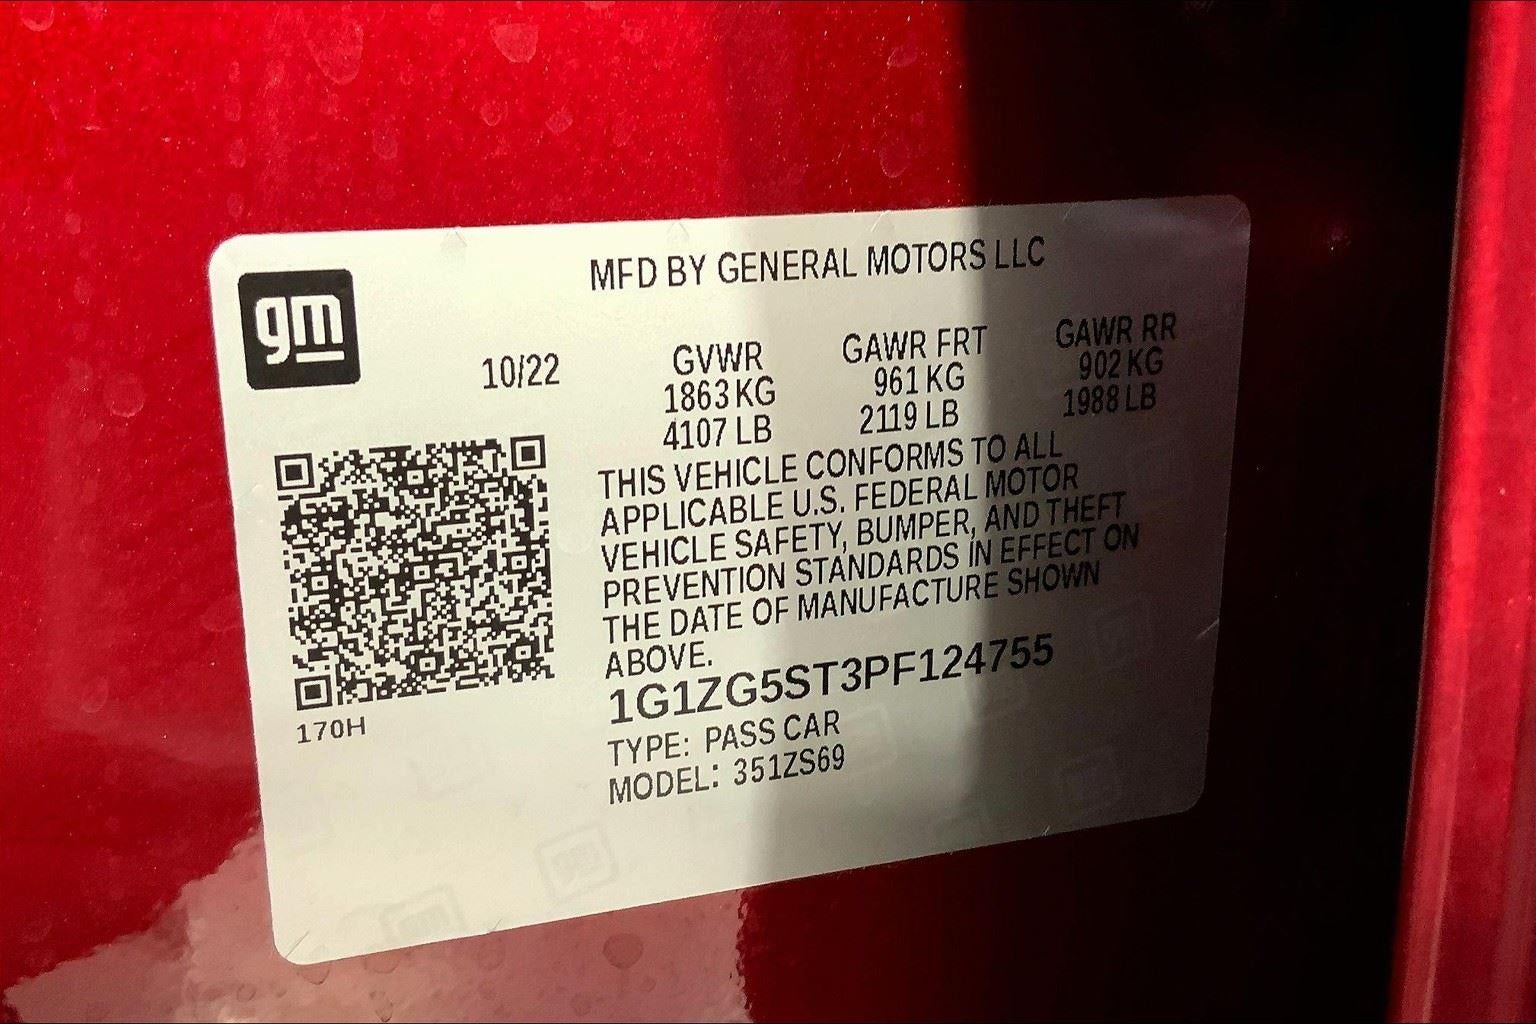 MFD BY GENERAL MOTORS LLC
gm
10/22
GVWR GAWR FRT GAWR RR
1863 KG 961 KG 902 KG
4107 LB 2119 LB 1988 LB
THIS VEHICLE CONFORMS TO ALL
APPLICABLE U.S. FEDERAL MOTOR
VEHICLE SAFETY, BUMPER, AND THEFT
PREVENTION STANDARDS IN EFFECT ON
THE DATE OF MANUFACTURE SHOWN
ABOVE.
1G1ZG5ST3PF124755
170H
TYPE: PASS CAR
MODEL: 351ZS69